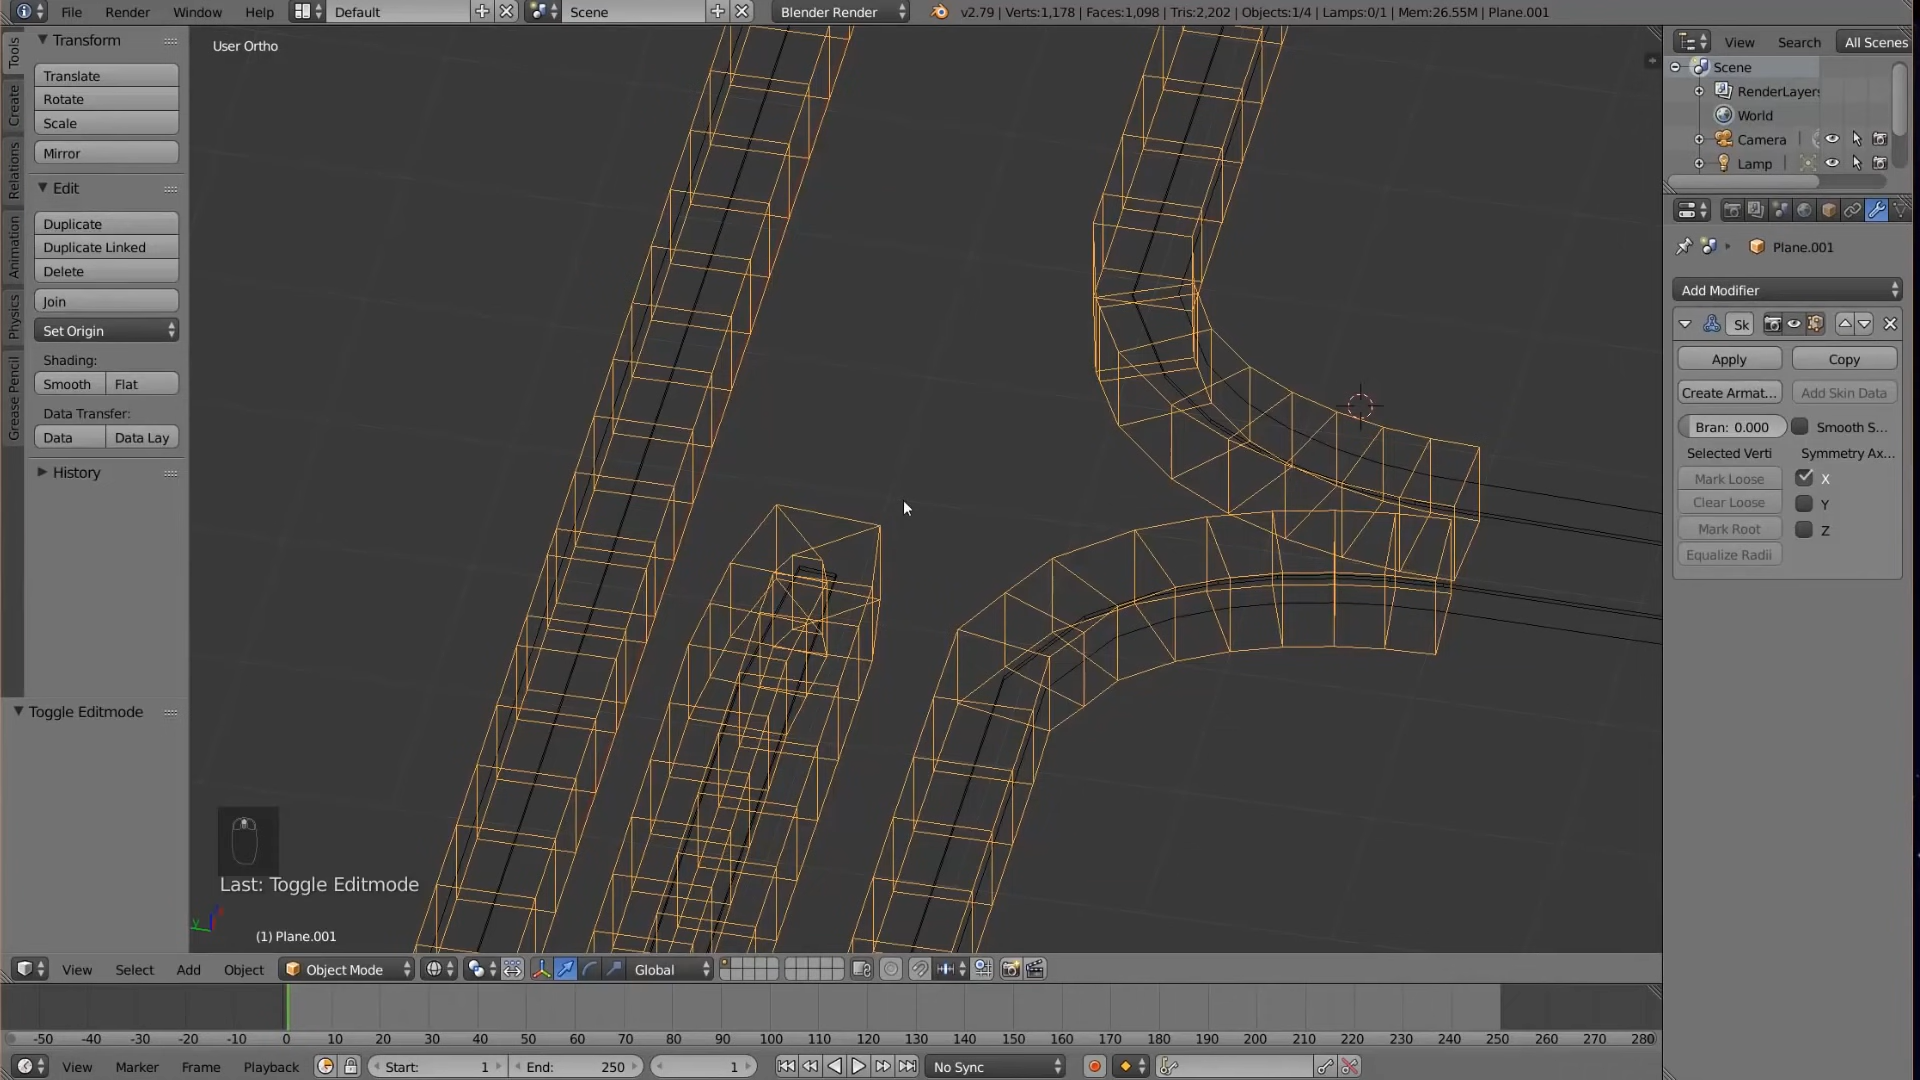 File Render Window Help Default Scene Blender Render v2.79 | Verts:1,178 | Faces:1,098 | Tris:2,202 | Objects:1/4 | Lamps:0/1 | Mem:26.55M | Plane.001
Tools
Create
Relations
Animation
Physics
Grease Pencil
Transform
Translate
Rotate
Scale
Mirror
Edit
Duplicate
Duplicate Linked
Delete
Join
Set Origin
Shading:
Smooth Flat
Data Transfer:
Data Data Lay
History
Toggle Editmode
User Ortho
Last: Toggle Editmode
(1) Plane.001
View Search All Scenes
Scene
RenderLayers
World
Camera
Lamp
Plane.001
Add Modifier
Sk
Apply Copy
Create Armat... Add Skin Data
Bran: 0.000 Smooth S...
Selected Verti Symmetry Ax...
Mark Loose X
Clear Loose Y
Mark Root Z
Equalize Radii
View Select Add Object Object Mode Global
-50 -40 -30 -20 -10 0 10 20 30 40 50 60 70 80 90 100 110 120 130 140 150 160 170 180 190 200 210 220 230 240 250 260 270 280
View Marker Frame Playback Start: 1 End: 250 1 No Sync